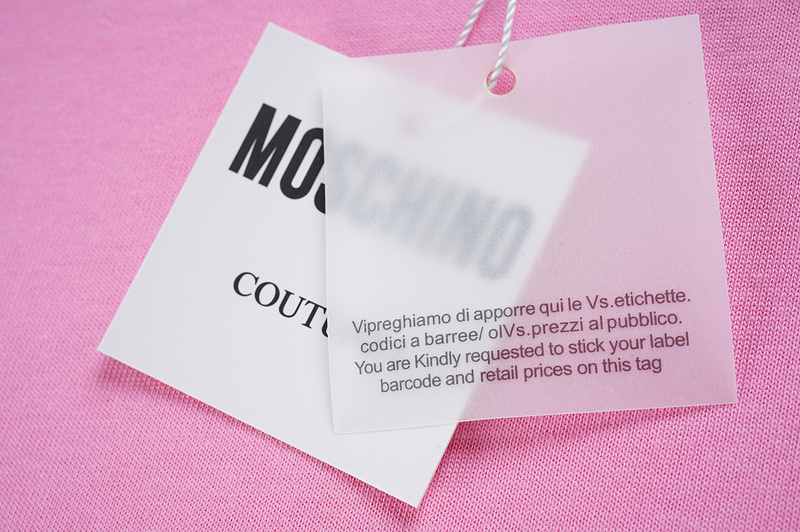 MOSCHINO
COUTU
Vipreghiamo di apporre qui le Vs.etichette.
codici a barree/ olVs.prezzi al pubblico.
You are Kindly requested to stick your label
barcode and retail prices on this tag